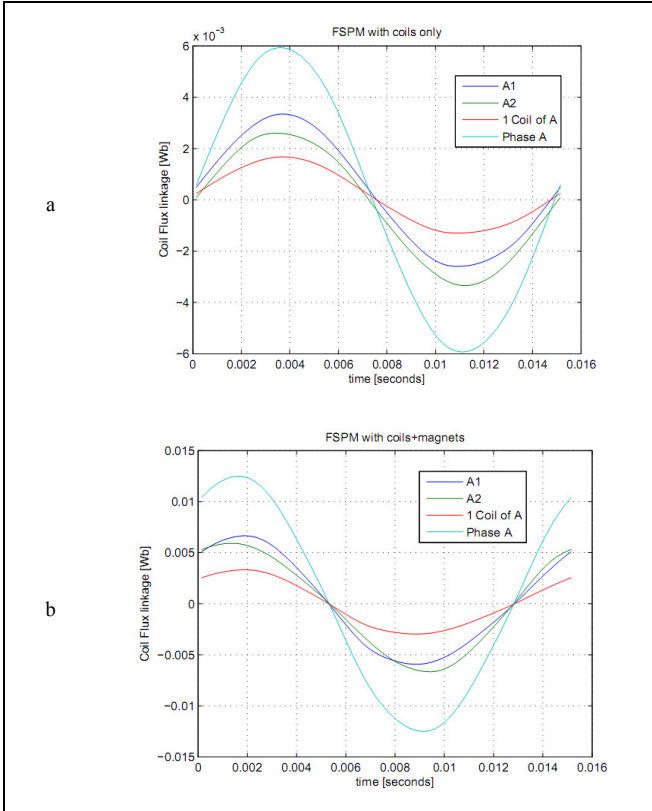 FSPM with coils only
x 10⁻³
6
4
2
0
−2
−4
−6
Coil Flux linkage [Wb]
A1
A2
1 Coil of A
Phase A
0 0.002 0.004 0.006 0.008 0.01 0.012 0.014 0.016
time [seconds]
a
FSPM with coils+magnets
0.015
0.01
0.005
0
−0.005
−0.01
−0.015
Coil Flux linkage [Wb]
A1
A2
1 Coil of A
Phase A
0 0.002 0.004 0.006 0.008 0.01 0.012 0.014 0.016
time [seconds]
b